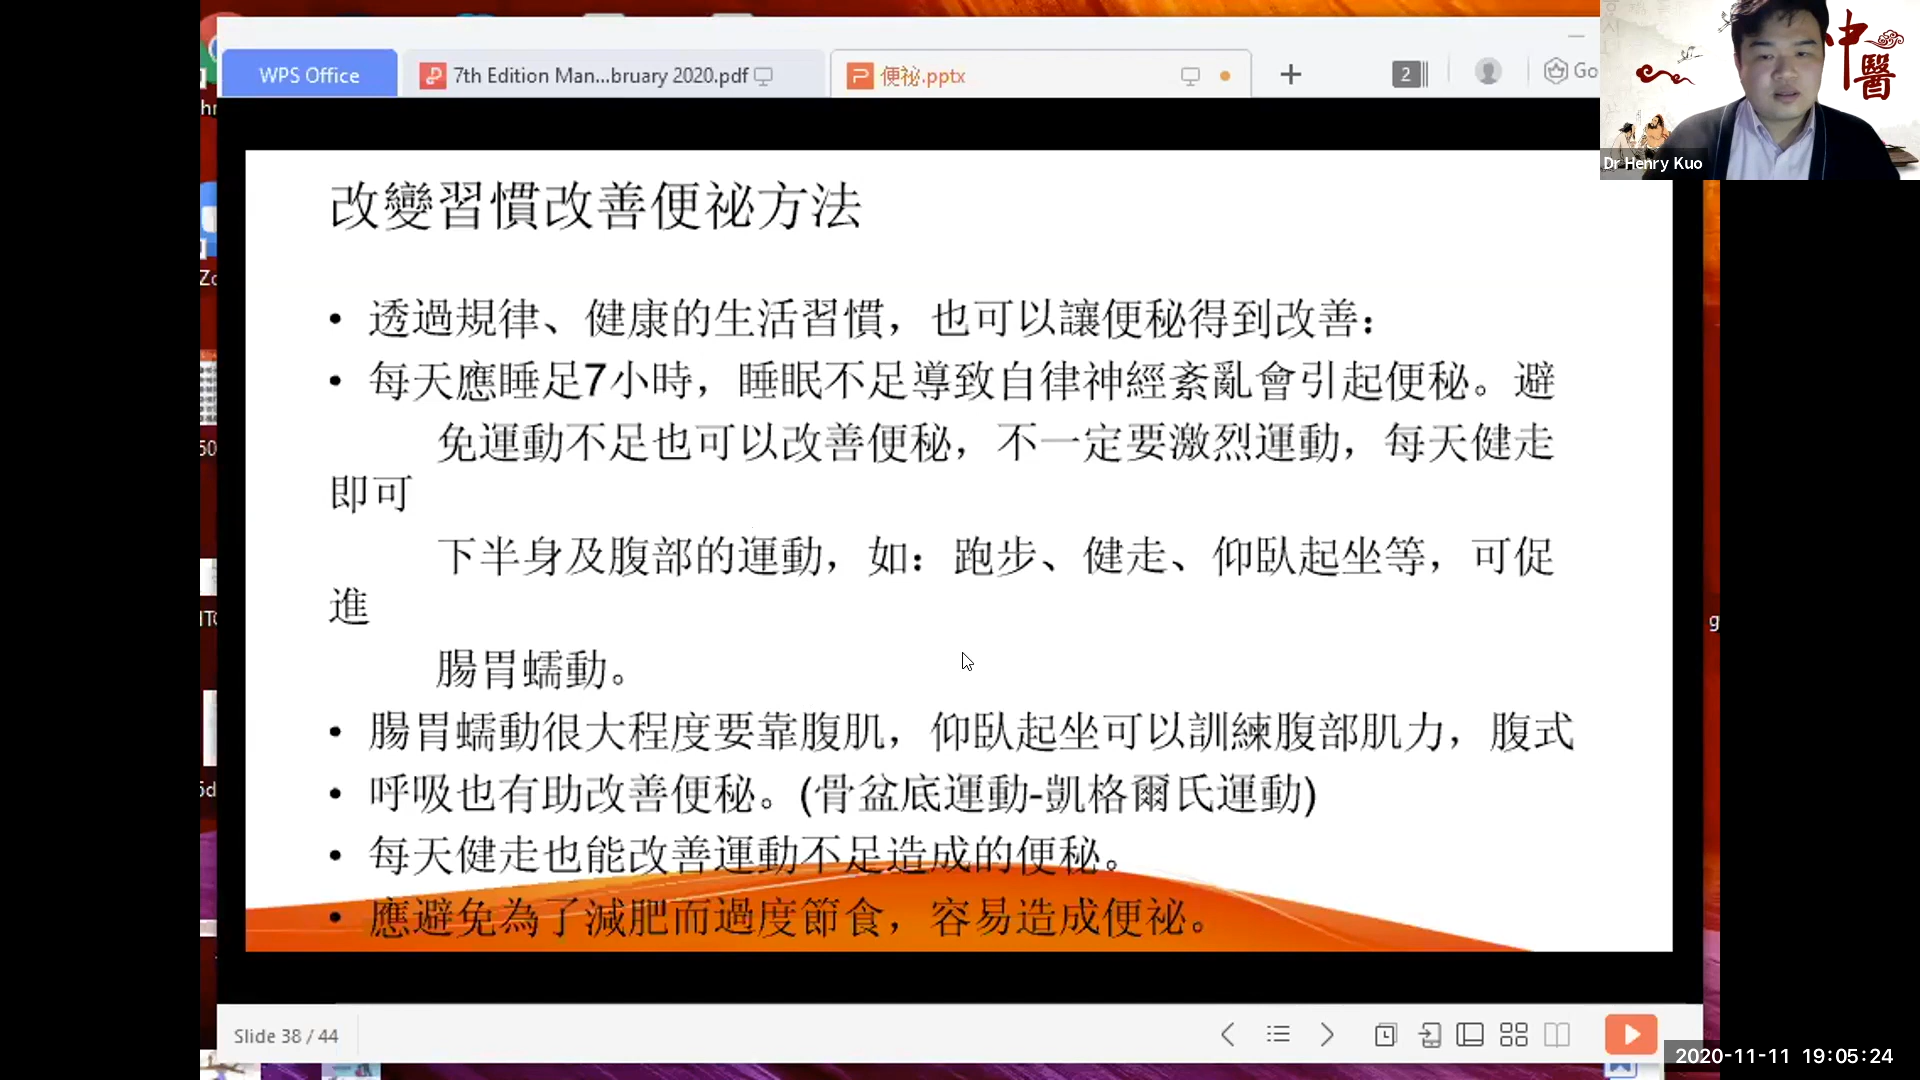 WPS Office
7th Edition Man...bruary 2020.pdf
便祕.pptx
2
Go
中醫
Dr Henry Kuo
改變習慣改善便祕方法
• 透過規律、健康的生活習慣，也可以讓便秘得到改善：
• 每天應睡足7小時，睡眠不足導致自律神經紊亂會引起便秘。避
免運動不足也可以改善便秘，不一定要激烈運動，每天健走
即可
下半身及腹部的運動，如：跑步、健走、仰臥起坐等，可促
進
腸胃蠕動。
• 腸胃蠕動很大程度要靠腹肌，仰臥起坐可以訓練腹部肌力，腹式
• 呼吸也有助改善便秘。(骨盆底運動-凱格爾氏運動)
• 每天健走也能改善運動不足造成的便秘。
• 應避免為了減肥而過度節食，容易造成便祕。
Slide 38 / 44
2020-11-11 19:05:24